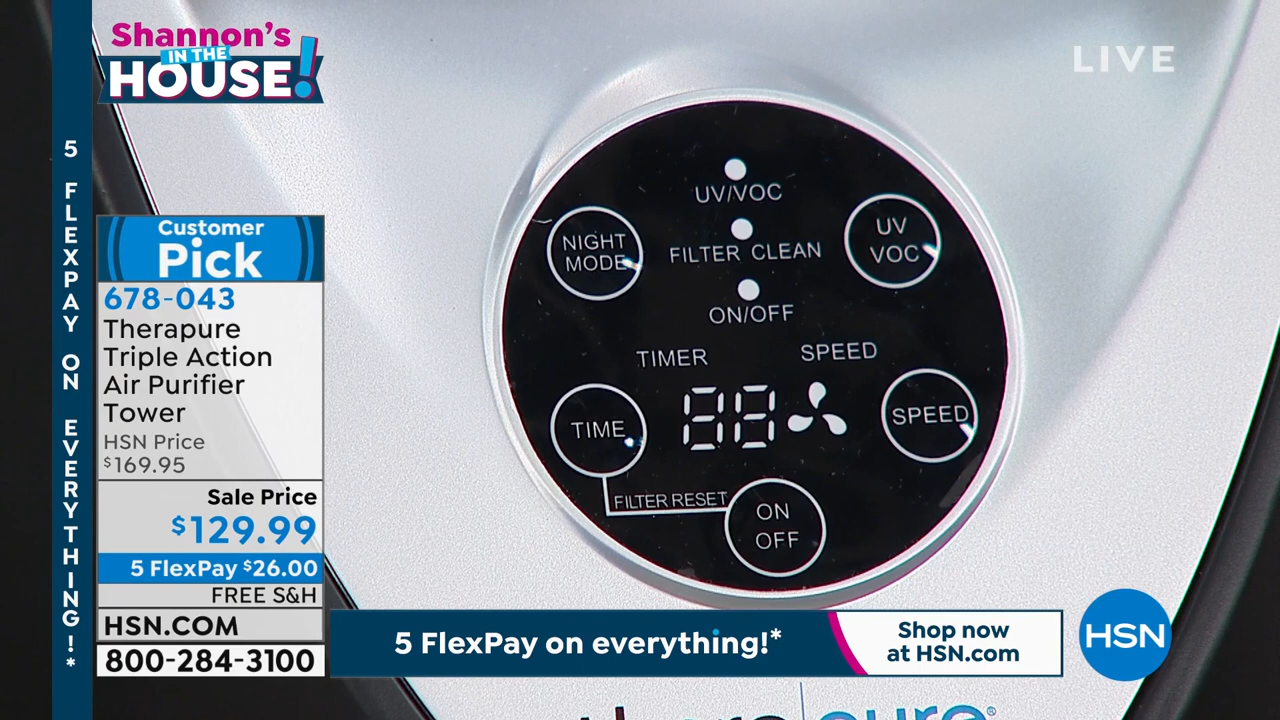 Shannon's
IN THE
HOUSE!
LIVE
5 FLEXPAY ON EVERYTHING!*
Customer
Pick
678-043
Therapure
Triple Action
Air Purifier
Tower
HSN Price
$169.95
Sale Price
$129.99
5 FlexPay $26.00
FREE S&H
HSN.COM
800-284-3100
UV/VOC
NIGHT
MODE
FILTER CLEAN
UV
VOC
ON/OFF
TIMER
SPEED
TIME
88
SPEED
FILTER RESET
ON
OFF
5 FlexPay on everything!*
Shop now
at HSN.com
HSN
therapure®